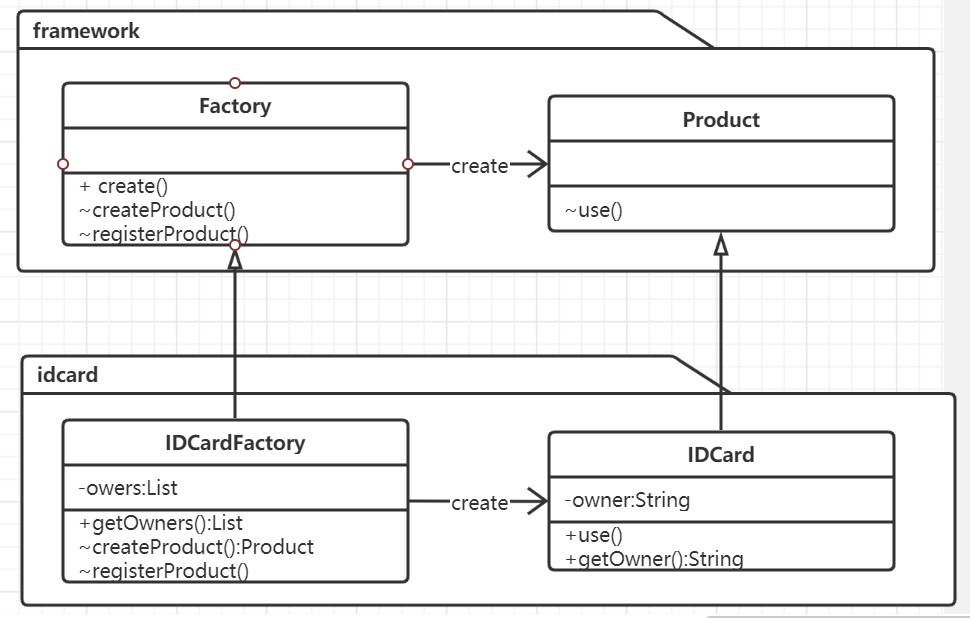 framework
Factory
+ create()
~createProduct()
~registerProduct()
create
Product
~use()
idcard
IDCardFactory
-owers:List
+getOwners():List
~createProduct():Product
~registerProduct()
create
IDCard
-owner:String
+use()
+getOwner():String